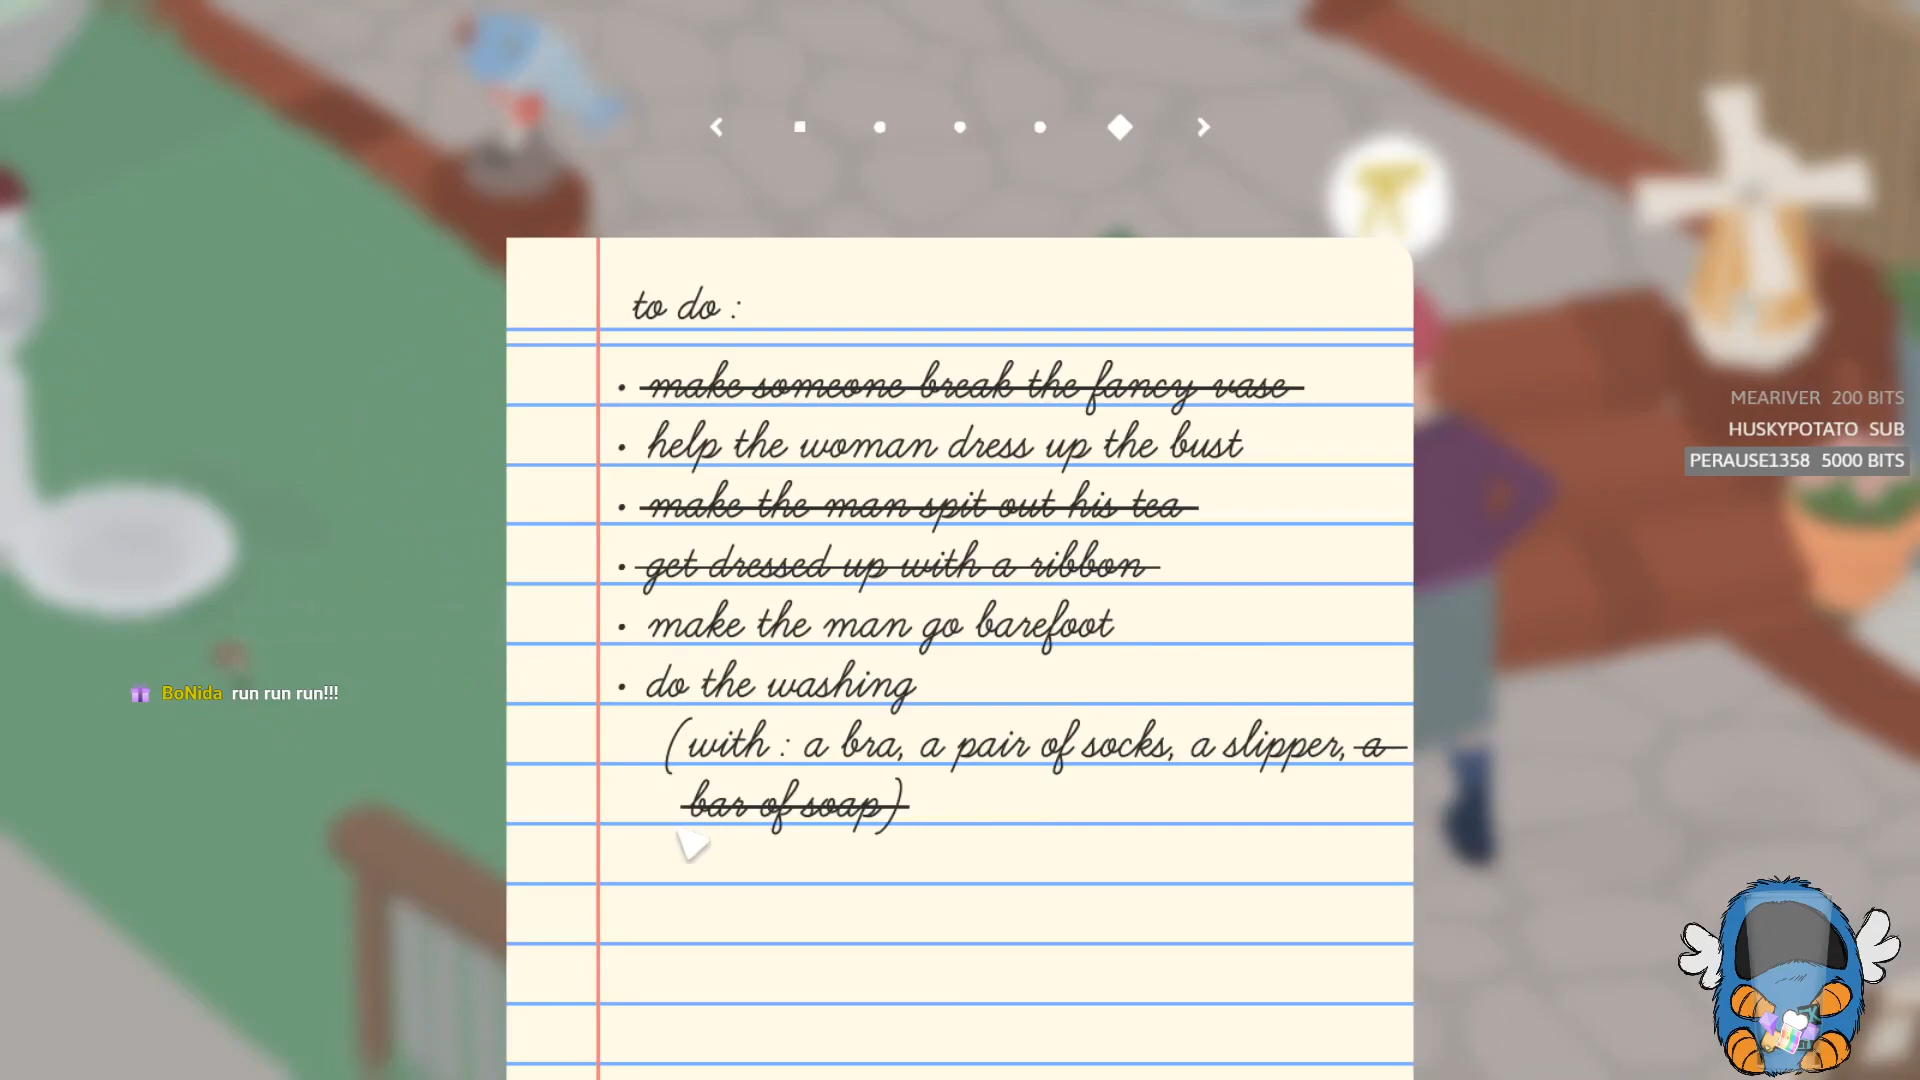 to do :
• make someone break the fancy vase
• help the woman dress up the bust
• make the man spit out his tea
• get dressed up with a ribbon
• make the man go barefoot
• do the washing
(with : a bra, a pair of socks, a slipper, a
bar of soap)
MEARIVER 200 BITS
HUSKYPOTATO SUB
PERAUSE1358 5000 BITS
BoNida run run run!!!